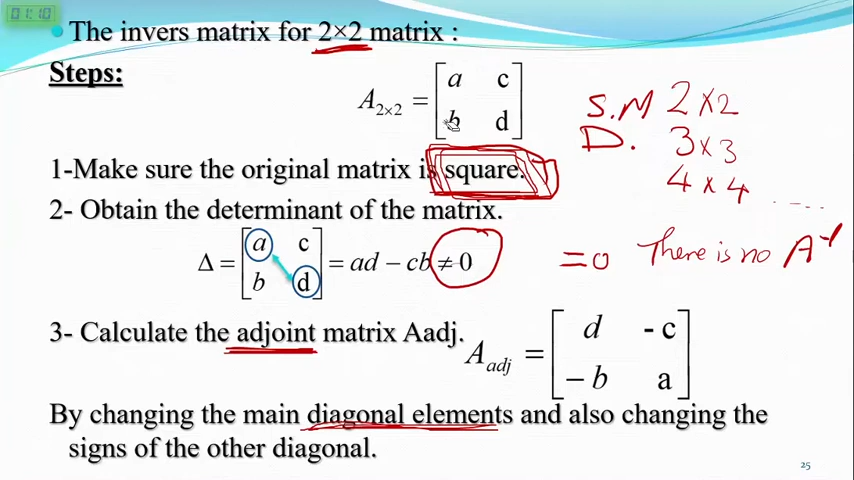 01:10
• The invers matrix for 2×2 matrix :
Steps:
A2×2 = [a c
b d]
S.M 2×2
D. 3×3
4×4 .....
1-Make sure the original matrix is square.
2- Obtain the determinant of the matrix.
Δ = [a c
b d] = ad − cb ≠ 0
=0 There is no A⁻¹
3- Calculate the adjoint matrix Aadj.
Aadj = [d - c
− b a]
By changing the main diagonal elements and also changing the
signs of the other diagonal.
25